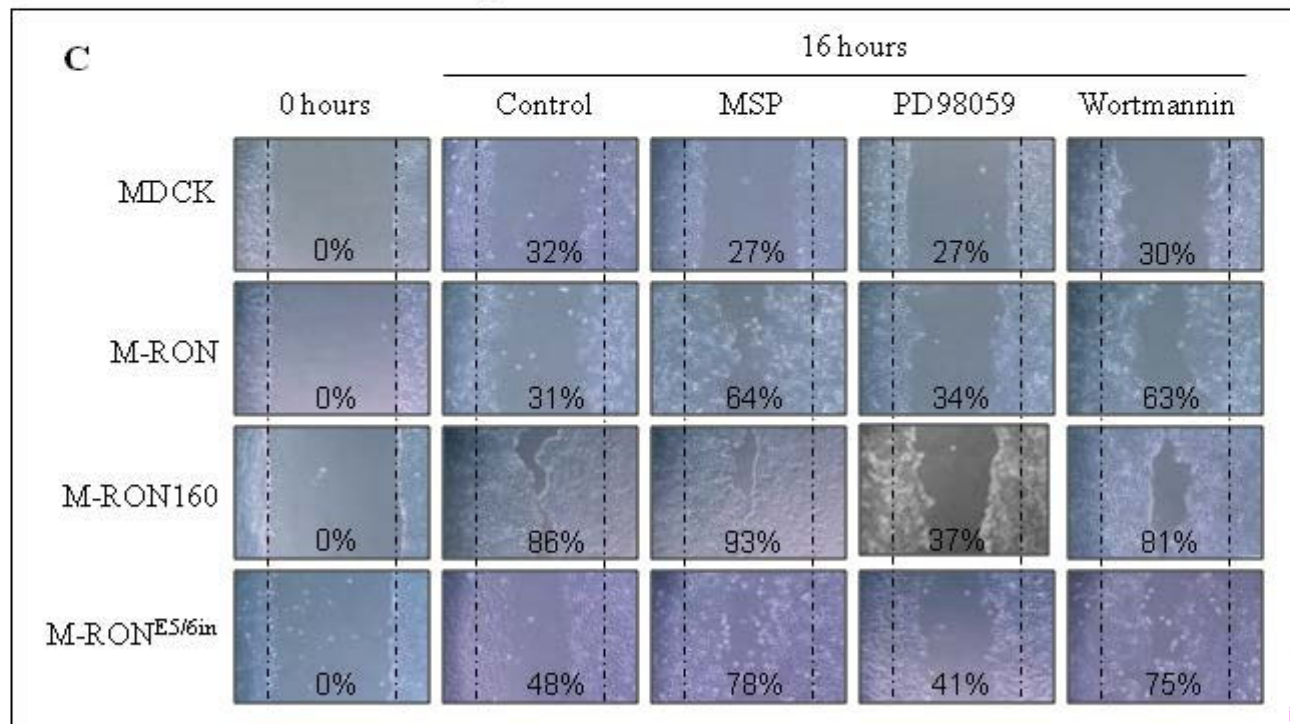 C
16 hours
0 hours Control MSP PD98059 Wortmannin
MDCK 0% 32% 27% 27% 30%
M-RON 0% 31% 64% 34% 63%
M-RON160 0% 86% 93% 37% 81%
M-RONE5/6in 0% 48% 78% 41% 75%